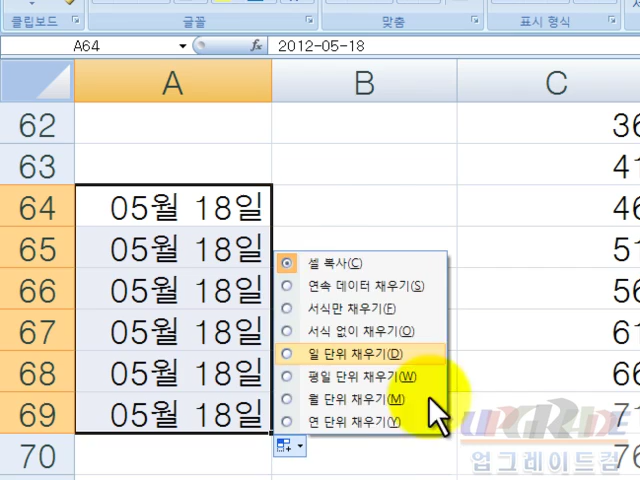 클립보드 글꼴 맞춤 표시 형식
A64 fx 2012-05-18
A B C
62 36
63 41
64 05월 18일 46
65 05월 18일 51
66 05월 18일 56
67 05월 18일 61
68 05월 18일 66
69 05월 18일 71
70 76
셀 복사(C)
연속 데이터 채우기(S)
서식만 채우기(F)
서식 없이 채우기(O)
일 단위 채우기(D)
평일 단위 채우기(W)
월 단위 채우기(M)
연 단위 채우기(Y)
UPGRADE
업그레이드컴